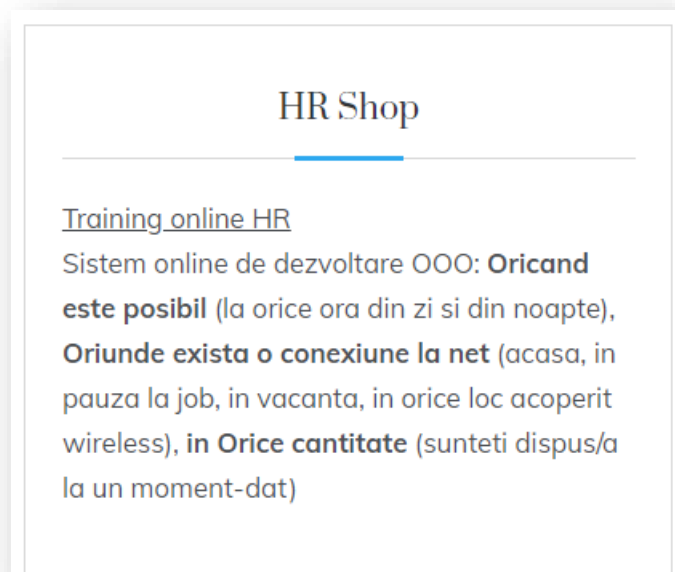 HR Shop
Training online HR
Sistem online de dezvoltare OOO: Oricand
este posibil (la orice ora din zi si din noapte),
Oriunde exista o conexiune la net (acasa, in
pauza la job, in vacanta, in orice loc acoperit
wireless), in Orice cantitate (sunteti dispus/a
la un moment-dat)